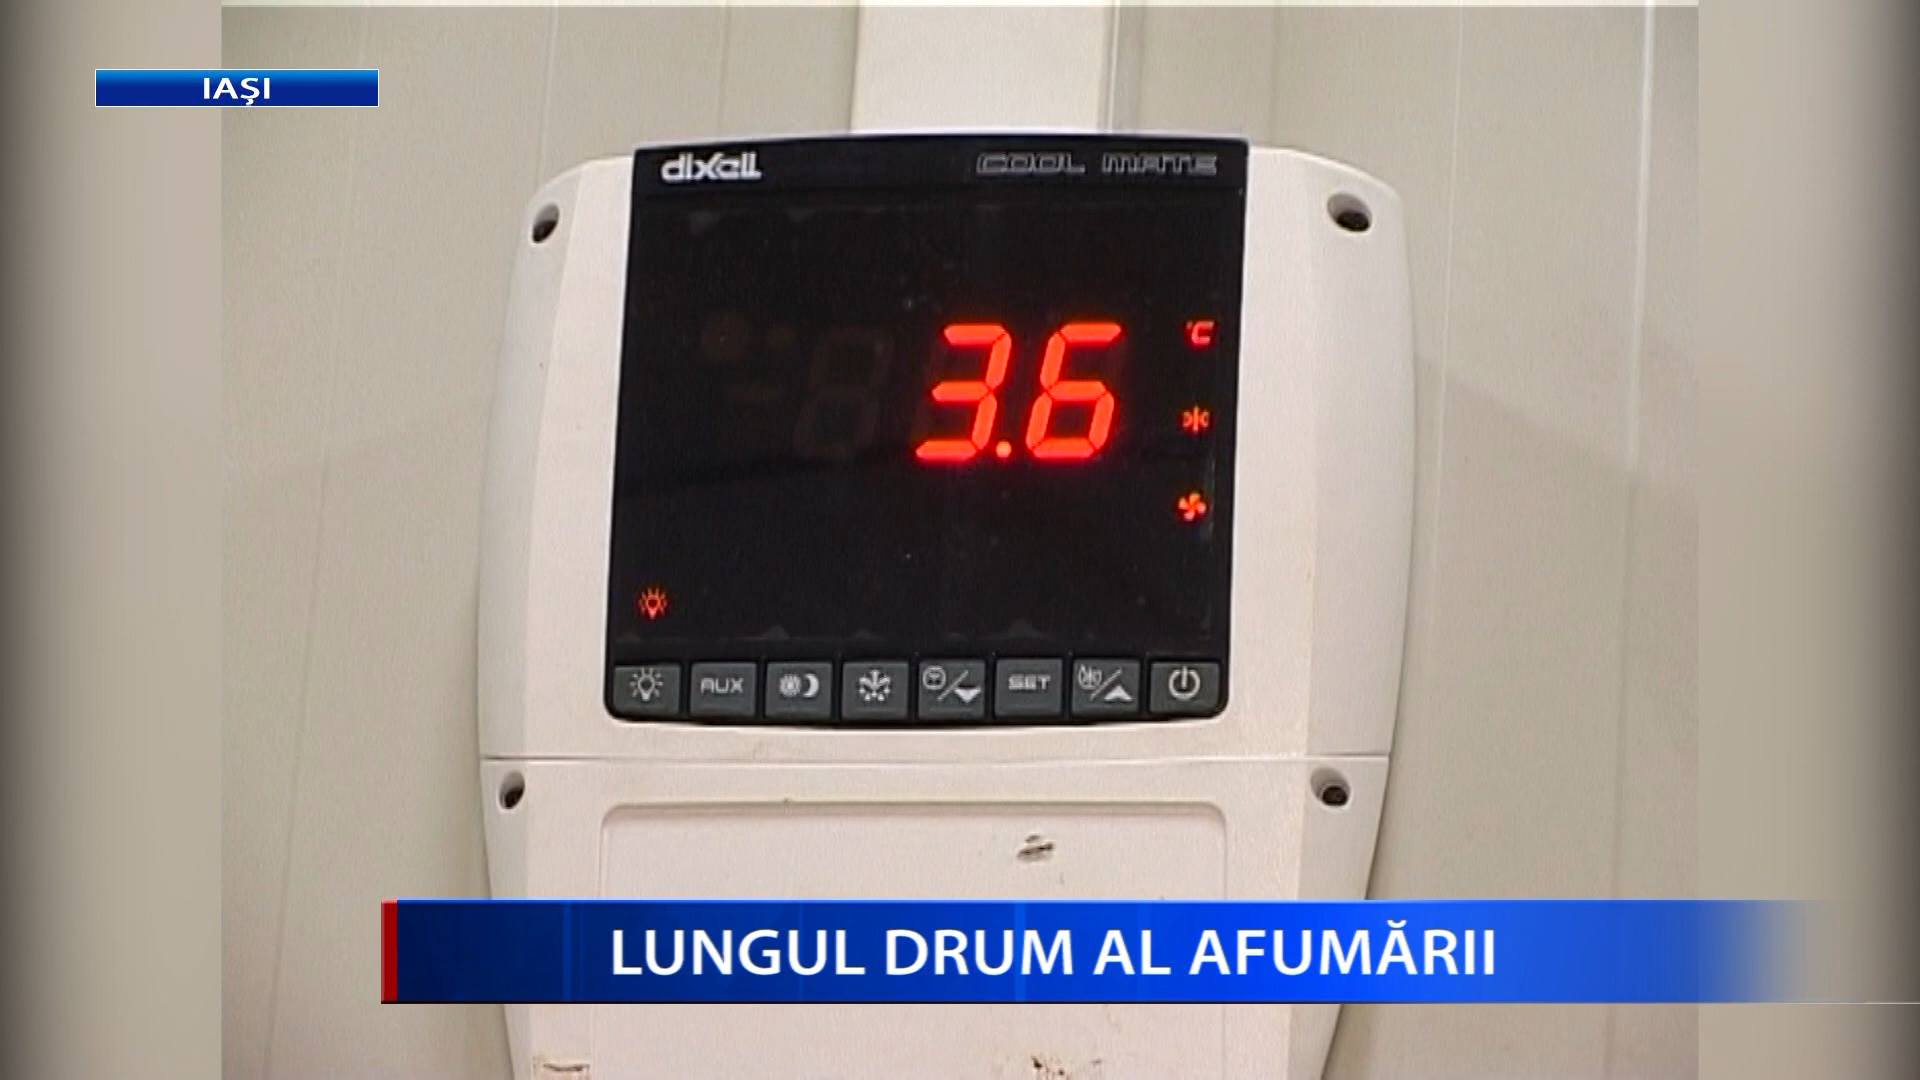 IAŞI
dixell COOL MATE
3.6 °C
AUX SET
LUNGUL DRUM AL AFUMĂRII